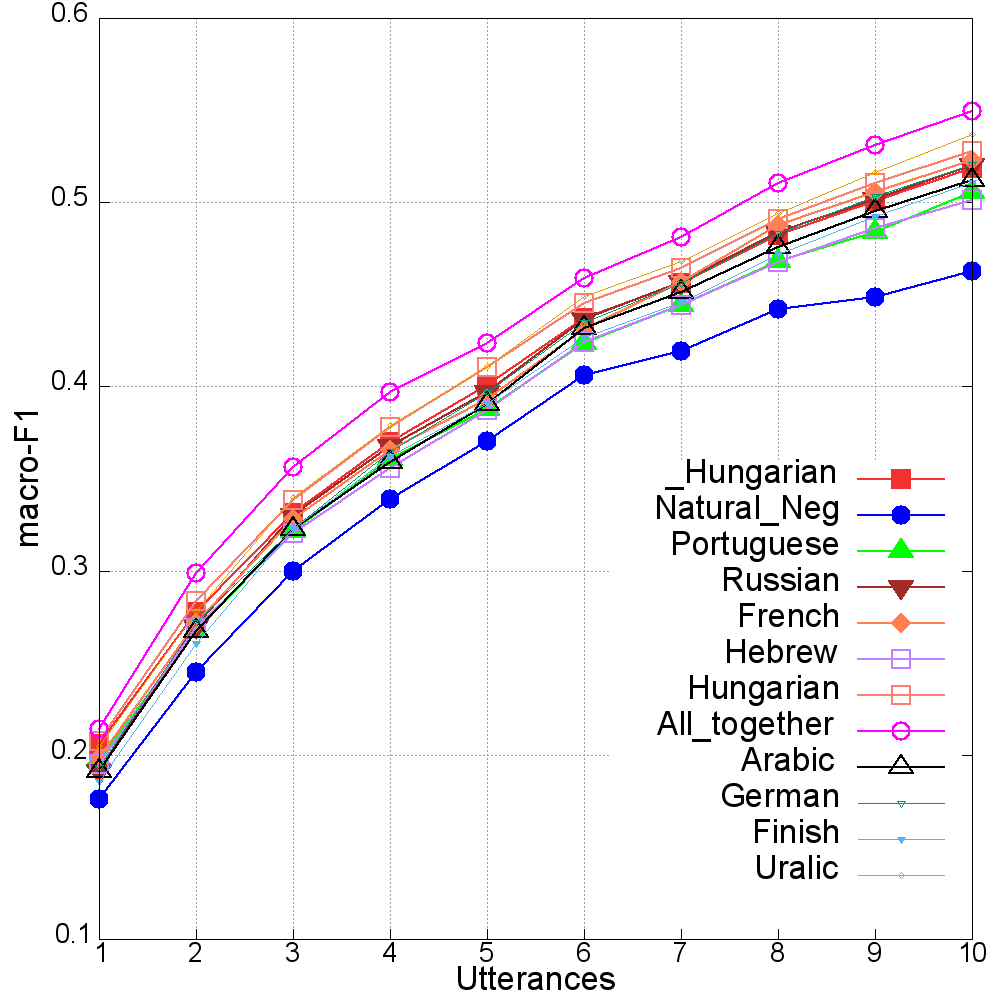 0.6
0.5
0.4
0.3
0.2
0.1
macro-F1
_Hungarian
Natural_Neg
Portuguese
Russian
French
Hebrew
Hungarian
All_together
Arabic
German
Finish
Uralic
1 2 3 4 5 6 7 8 9 10
Utterances